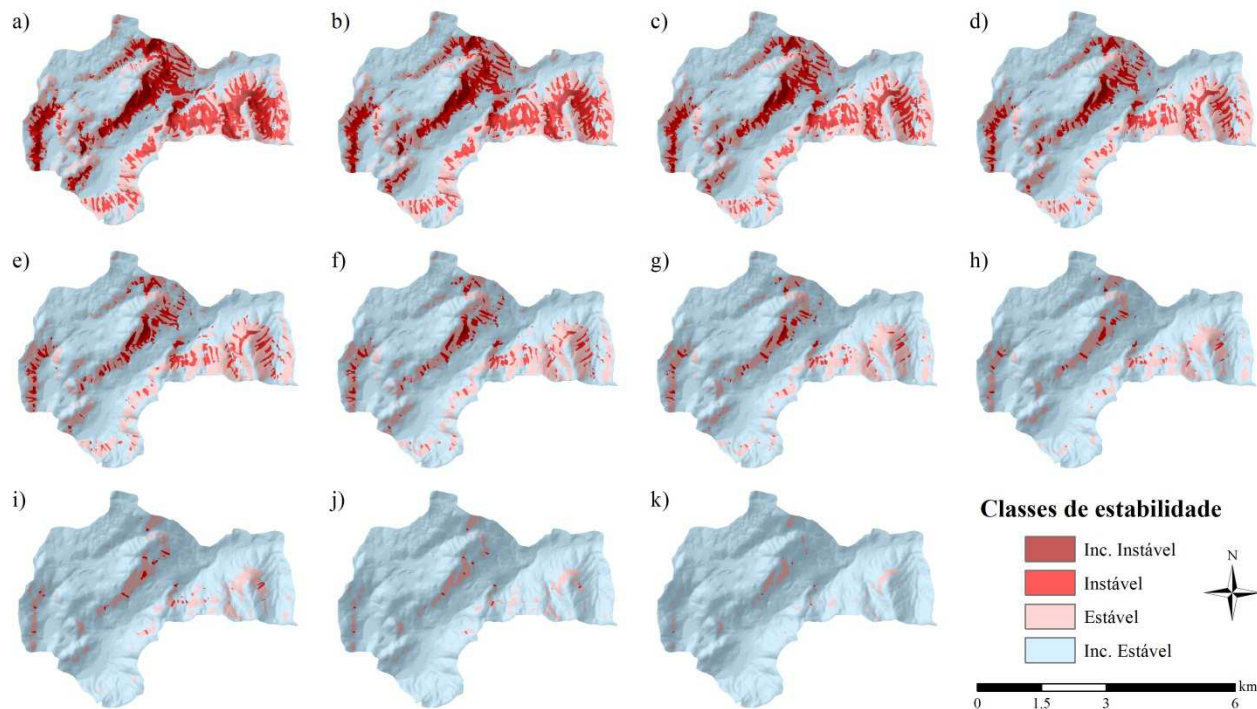 a)
b)
c)
d)
e)
f)
g)
h)
i)
j)
k)
Classes de estabilidade
Inc. Instável
Instável
Estável
Inc. Estável
N
km
0 1.5 3 6